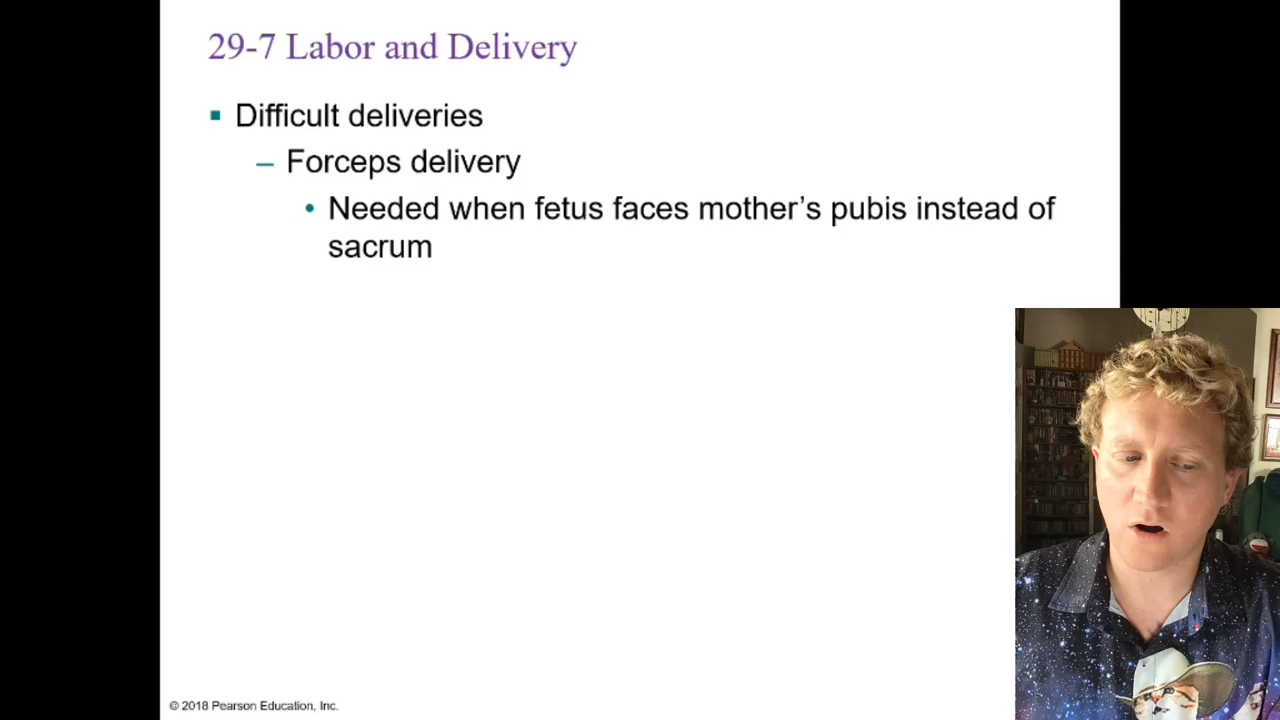 29-7 Labor and Delivery
Difficult deliveries
– Forceps delivery
• Needed when fetus faces mother's pubis instead of
sacrum
© 2018 Pearson Education, Inc.